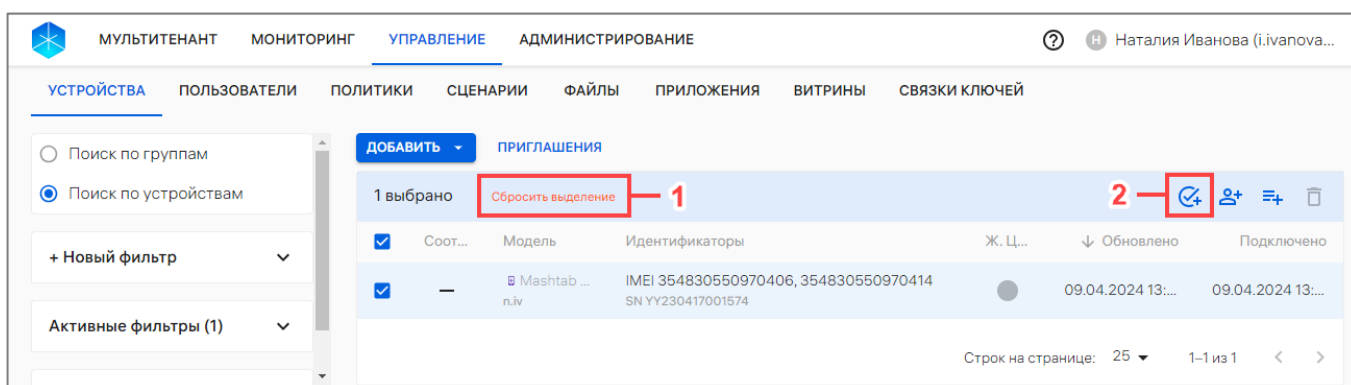 МУЛЬТИТЕНАНТ МОНИТОРИНГ УПРАВЛЕНИЕ АДМИНИСТРИРОВАНИЕ ? Н Наталия Иванова (i.ivanova...
УСТРОЙСТВА ПОЛЬЗОВАТЕЛИ ПОЛИТИКИ СЦЕНАРИИ ФАЙЛЫ ПРИЛОЖЕНИЯ ВИТРИНЫ СВЯЗКИ КЛЮЧЕЙ
Поиск по группам
Поиск по устройствам
+ Новый фильтр
Активные фильтры (1)
ДОБАВИТЬ ПРИГЛАШЕНИЯ
1 выбрано Сбросить выделение 1 2
Соот... Модель Идентификаторы Ж. Ц... Обновлено Подключено
— Mashtab ... IMEI 354830550970406, 354830550970414 09.04.2024 13:... 09.04.2024 13:...
n.iv SN YY230417001574
Строк на странице: 25 1–1 из 1